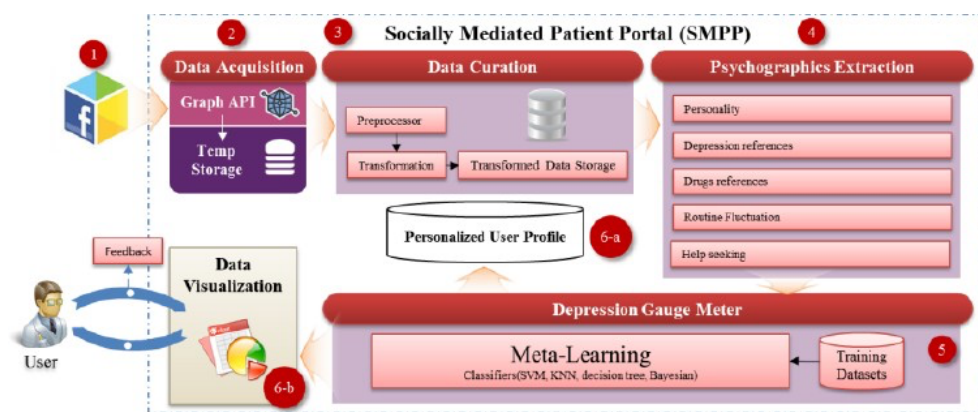 Socially Mediated Patient Portal (SMPP)
1
2
3
4
f
Data Acquisition
Graph API
Temp
Storage
Data Curation
Preprocessor
Transformation
Transformed Data Storage
Psychographics Extraction
Personality
Depression references
Drugs references
Routine Fluctuation
Help seeking
Personalized User Profile
6-a
Feedback
User
Data
Visualization
6-b
Depression Gauge Meter
Meta-Learning
Classifiers(SVM, KNN, decision tree, Bayesian)
Training
Datasets
5